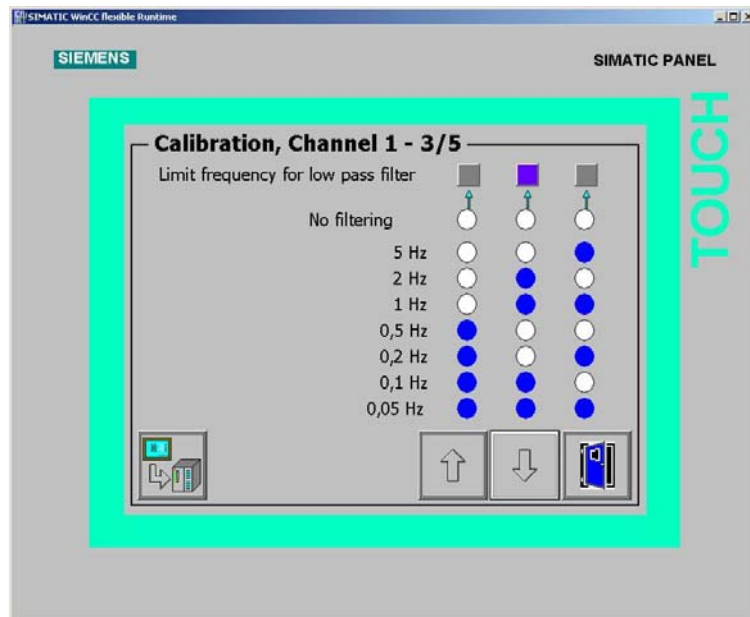 SIMATIC WinCC flexible Runtime
SIEMENS
SIMATIC PANEL
TOUCH
Calibration, Channel 1 - 3/5
Limit frequency for low pass filter
No filtering
5 Hz
2 Hz
1 Hz
0,5 Hz
0,2 Hz
0,1 Hz
0,05 Hz